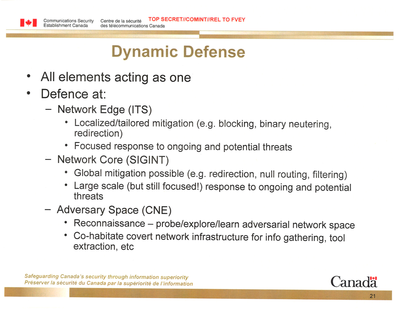 Communications Security Establishment Canada
Centre de la sécurité des télécommunications Canada
TOP SECRET//COMINT//REL TO FVEY
Dynamic Defense
• All elements acting as one
• Defence at:
– Network Edge (ITS)
• Localized/tailored mitigation (e.g. blocking, binary neutering,
redirection)
• Focused response to ongoing and potential threats
– Network Core (SIGINT)
• Global mitigation possible (e.g. redirection, null routing, filtering)
• Large scale (but still focused!) response to ongoing and potential
threats
– Adversary Space (CNE)
• Reconnaissance – probe/explore/learn adversarial network space
• Co-habitate covert network infrastructure for info gathering, tool
extraction, etc
Safeguarding Canada's security through information superiority
Préserver la sécurité du Canada par la supériorité de l'information
Canada
21